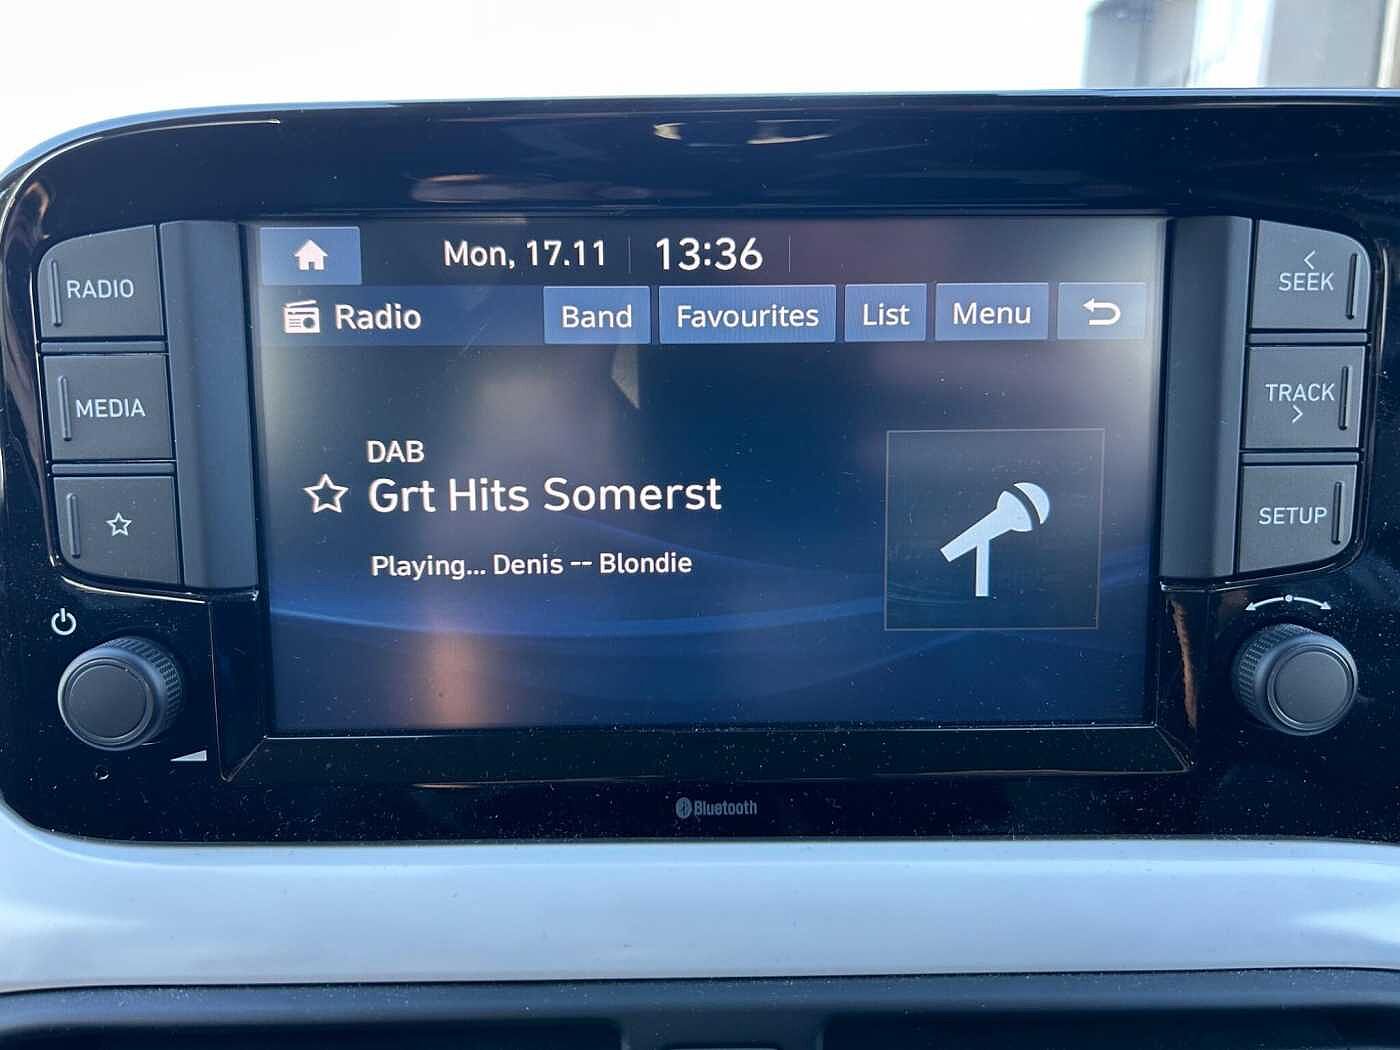 Mon, 17.11 13:36
Radio Band Favourites List Menu
DAB
Grt Hits Somerst
Playing... Denis -- Blondie
RADIO
MEDIA
SEEK
TRACK
SETUP
Bluetooth